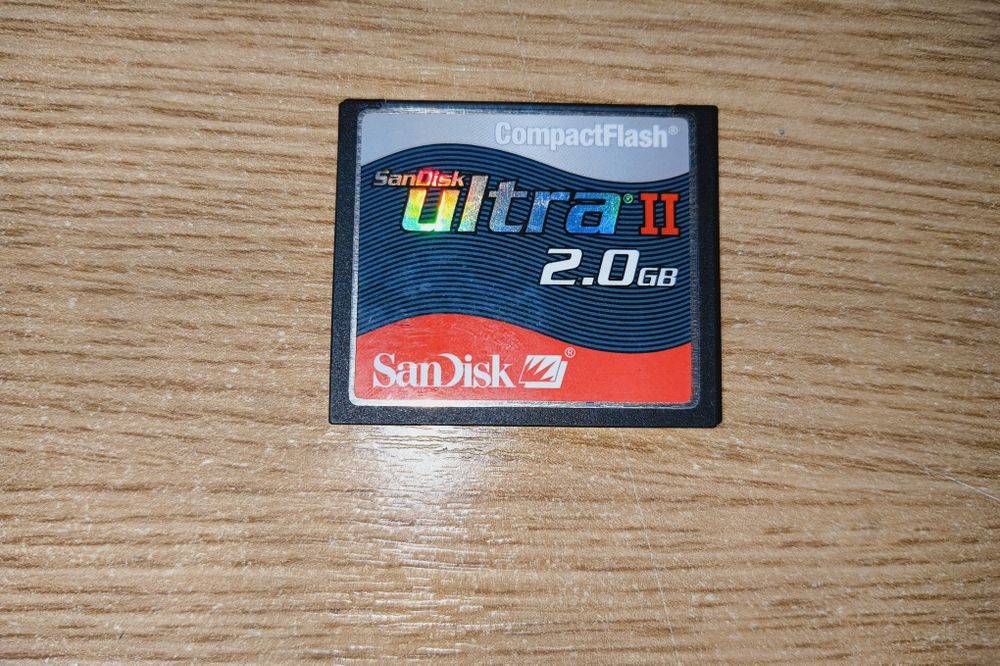 CompactFlash®
SanDisk
ultra® II
2.0GB
SanDisk®